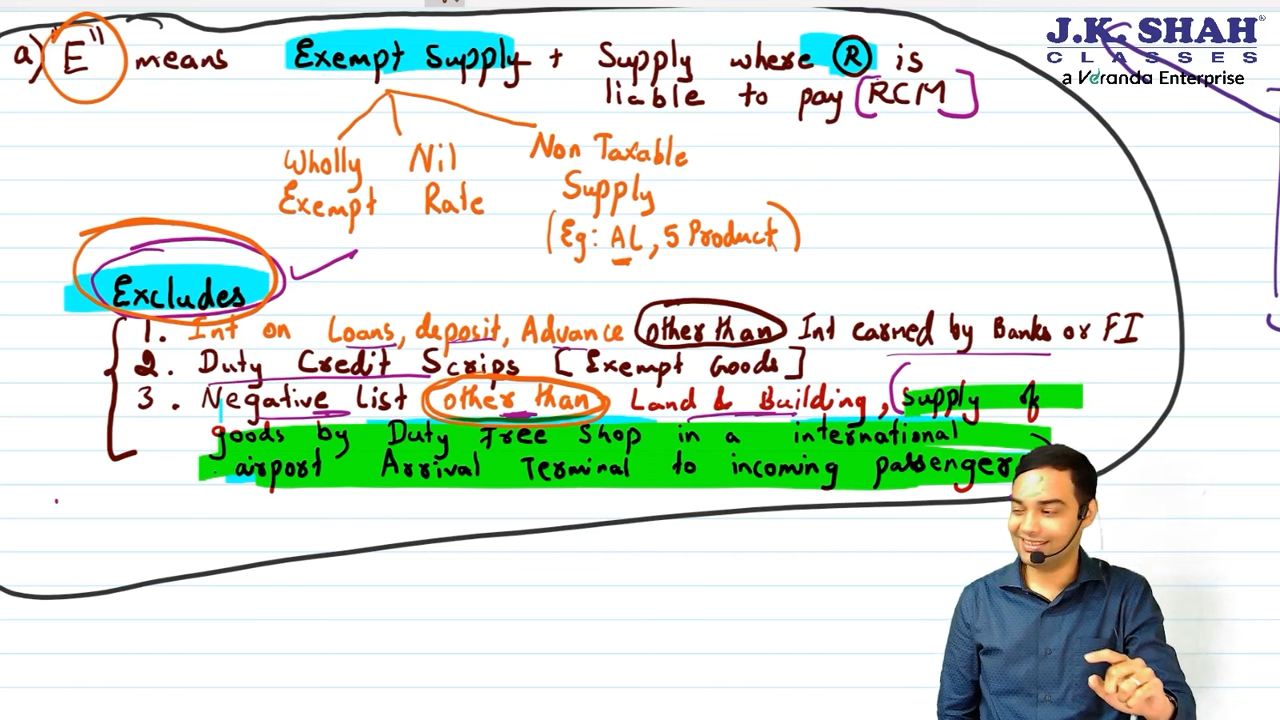 J.K. SHAH®
CLASSES
a Veranda Enterprise
a) "E" means Exempt Supply + Supply where Ⓡ is
liable to pay [RCM]
Wholly Nil Non Taxable
Exempt Rate Supply
(Eg: AL, 5 Product)
Excludes
1. Int on Loans, deposit, Advance other than Int earned by Banks or FI
2. Duty Credit Scrips [Exempt Goods]
3. Negative List other than Land & Building, (Supply of
goods by Duty Free Shop in a international
airport Arrival Terminal to incoming passengers